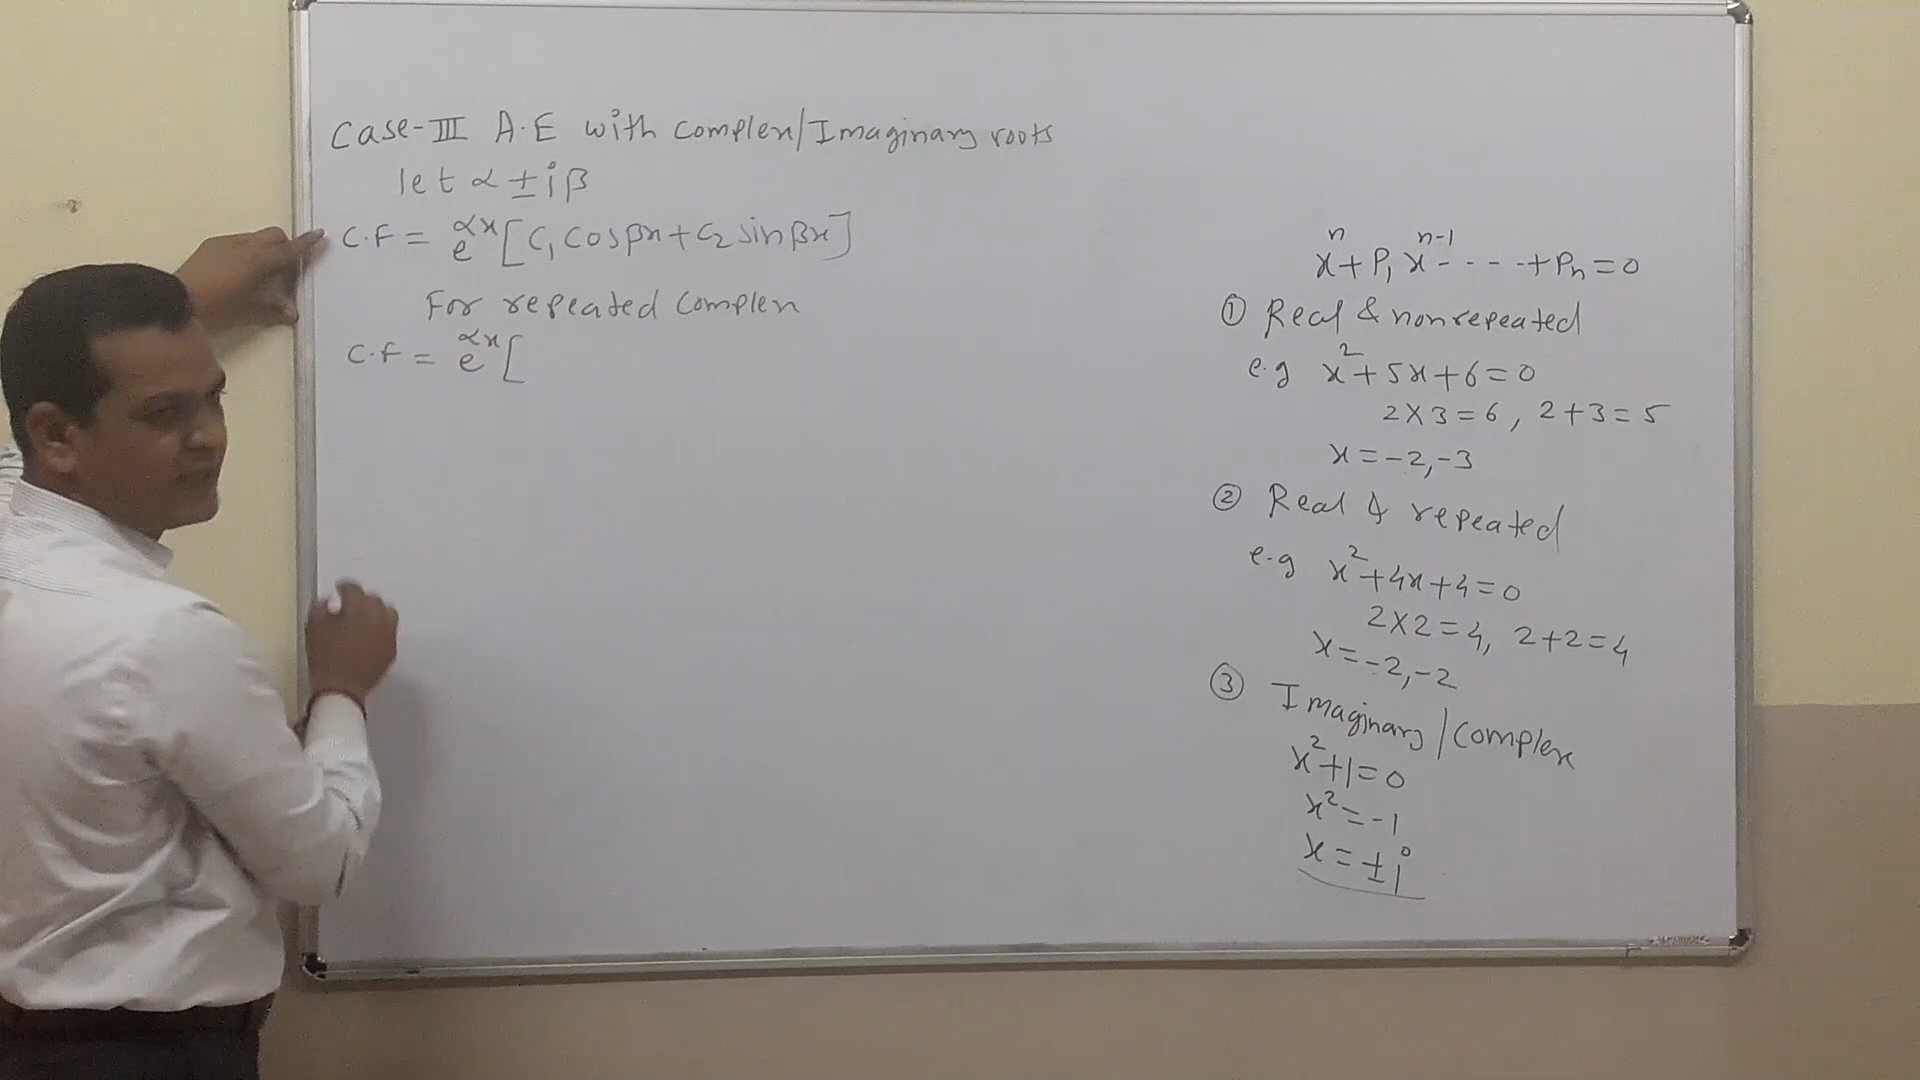 Case-III A.E with Complex/Imaginary roots
let α ± iβ
C.F = e^αx [C₁ cosβx + C₂ sinβx]
For repeated Complex
C.F = e^αx [
x^n + P₁ x^n-1 - - - - + Pₙ = 0
① Real & nonrepeated
e.g x² + 5x + 6 = 0
2 X 3 = 6, 2 + 3 = 5
x = -2, -3
② Real & repeated
e.g x² + 4x + 4 = 0
2 X 2 = 4, 2 + 2 = 4
x = -2, -2
③ Imaginary / Complex
x² + 1 = 0
x² = -1
x = ± i